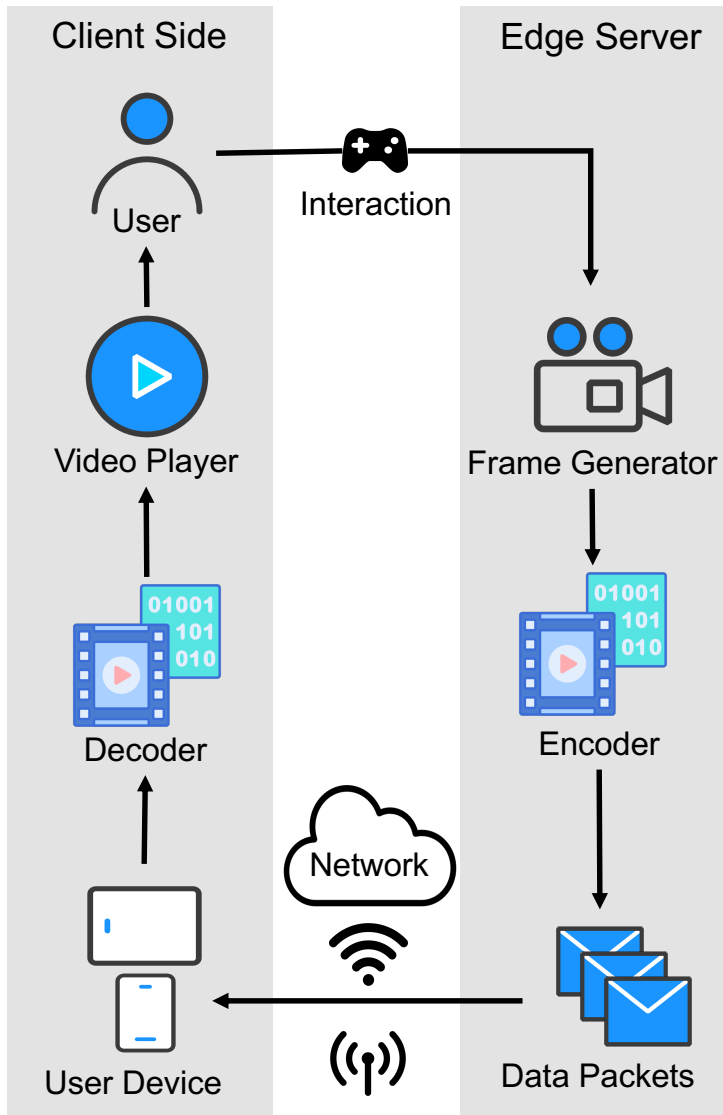 Client Side
Edge Server
User
Interaction
Video Player
Frame Generator
01001
101
010
Decoder
01001
101
010
Encoder
Network
User Device
Data Packets